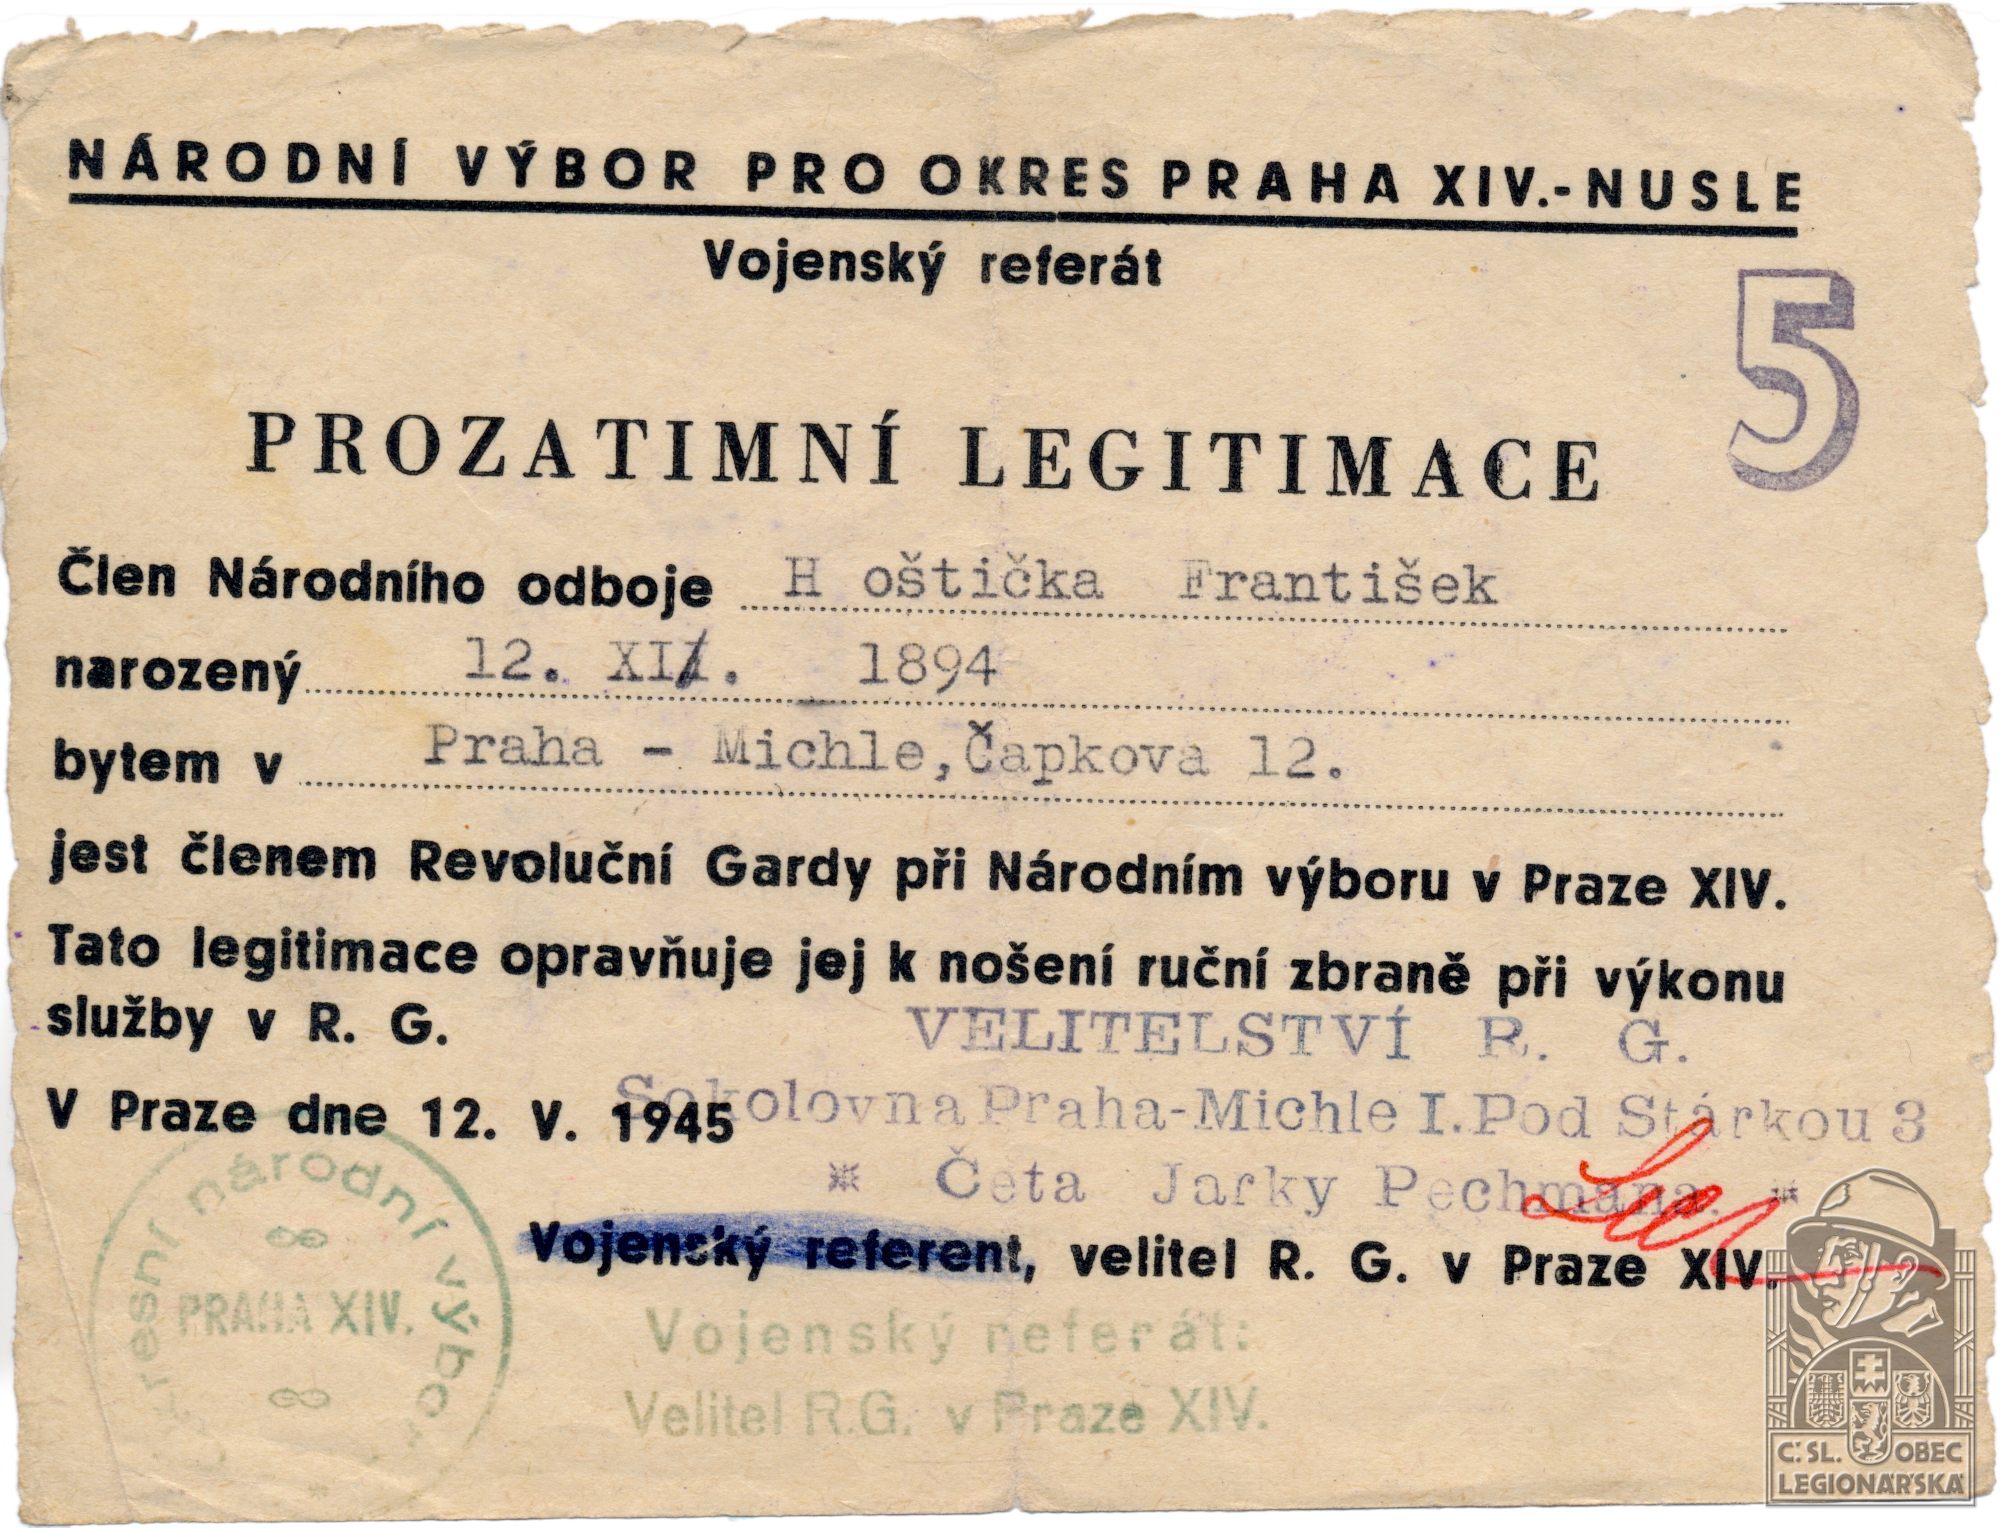 NÁRODNÍ VÝBOR PRO OKRES PRAHA XIV.-NUSLE
Vojenský referát
5
PROZATIMNÍ LEGITIMACE
Člen Národního odboje H oštička František
narozený 12. XII. 1894
bytem v Praha - Michle, Čapkova 12.
jest členem Revoluční Gardy při Národním výboru v Praze XIV.
Tato legitimace opravňuje jej k nošení ruční zbraně při výkonu
služby v R. G.
VELITELSTVÍ R. G.
Sokolovna Praha-Michle I. Pod Stárkou 3
V Praze dne 12. V. 1945
Četa Jarky Pechmana.
Vojenský referent, velitel R. G. v Praze XIV.
Okresní národní výbor
PRAHA XIV.
Vojenský referát:
Velitel R.G. v Praze XIV.
Č. SL. OBEC
LEGIONÁŘSKÁ